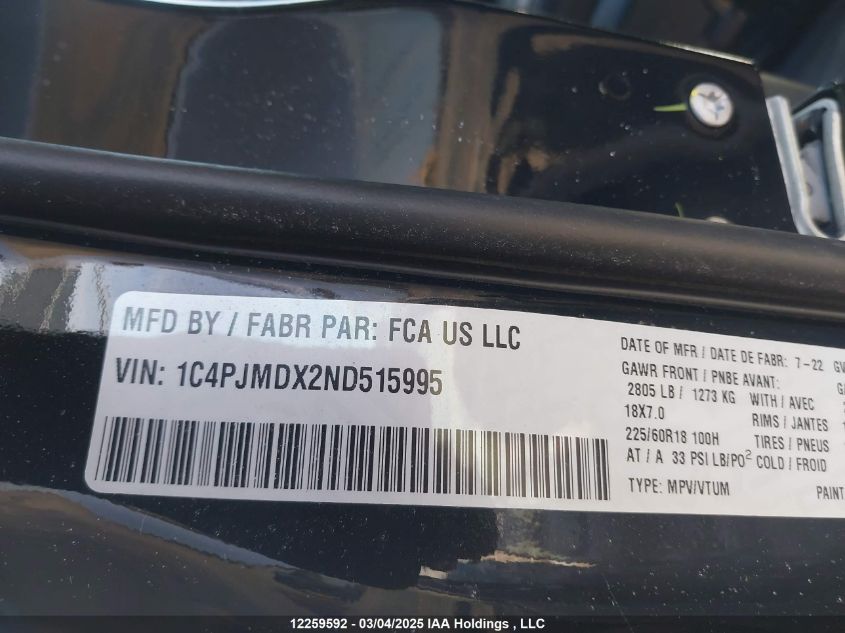 MFD BY / FABR PAR: FCA US LLC
VIN: 1C4PJMDX2ND515995
DATE OF MFR / DATE DE FABR: 7-22 GV
GAWR FRONT / PNBE AVANT:
2805 LB / 1273 KG WITH / AVEC
18X7.0 RIMS / JANTES
225/60R18 100H TIRES / PNEUS
AT / A 33 PSI LB/PO² COLD / FROID
TYPE: MPV/VTUM PAINT
12259592 - 03/04/2025 IAA Holdings , LLC